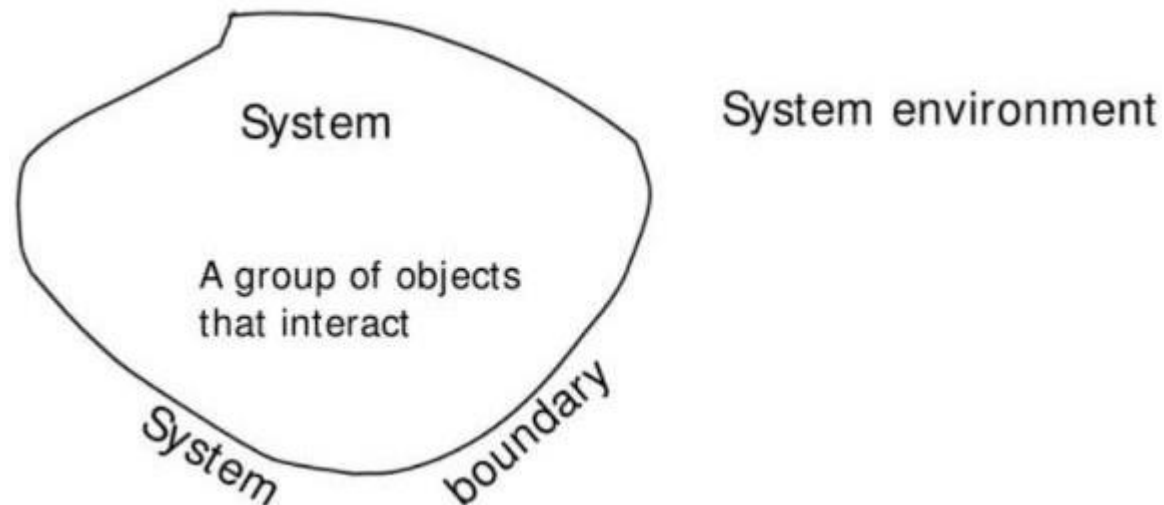 System
System environment
A group of objects
that interact
System
boundary